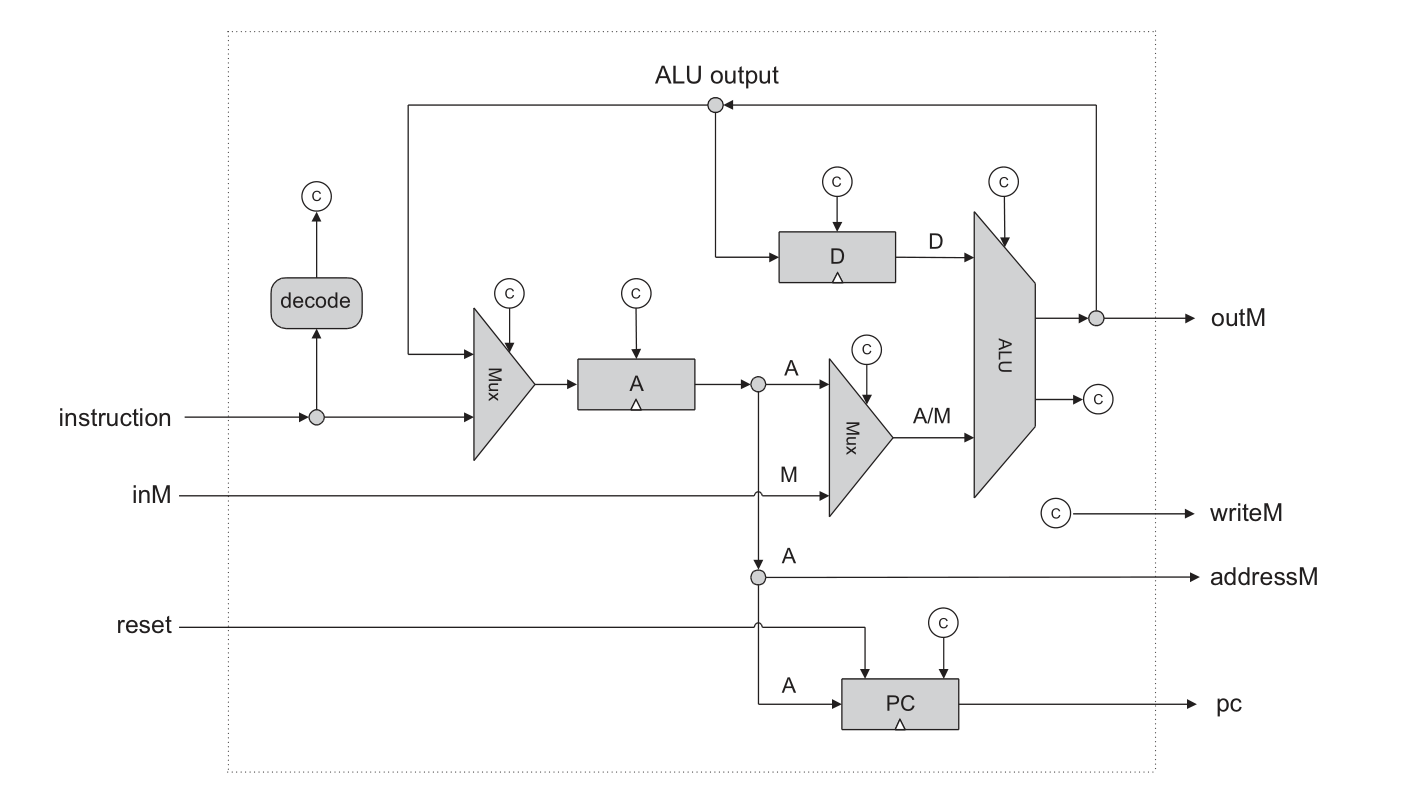 ALU output
C
C
C
decode
D
D
C
C
outM
Mux
A
A
C
ALU
instruction
Mux
A/M
C
inM
M
C
writeM
A
addressM
reset
C
A
PC
pc